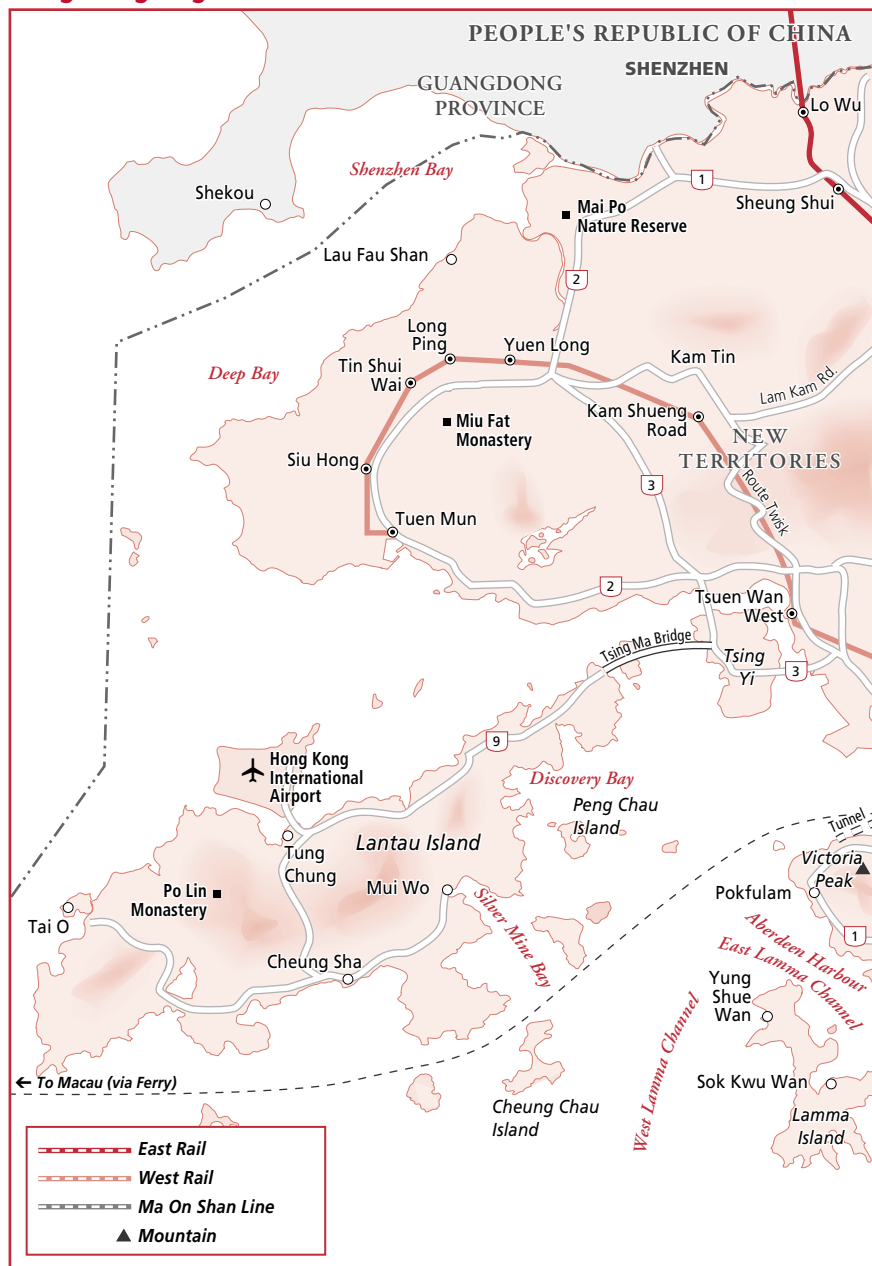 PEOPLE'S REPUBLIC OF CHINA
SHENZHEN
GUANGDONG
PROVINCE
Lo Wu
Shenzhen Bay
Shekou
1
Sheung Shui
Mai Po
Nature Reserve
Lau Fau Shan
2
Long
Ping
Yuen Long
Kam Tin
Deep Bay
Tin Shui
Wai
Lam Kam Rd.
Miu Fat
Monastery
Kam Shueng
Road
NEW
TERRITORIES
Siu Hong
3
Route Twisk
Tuen Mun
2
Tsuen Wan
West
Tsing Ma Bridge
Tsing
Yi
3
9
Hong Kong
International
Airport
Discovery Bay
Peng Chau
Island
Tunnel
Lantau Island
Tung
Chung
Victoria
Peak
Mui Wo
Po Lin
Monastery
Pokfulam
Silver Mine Bay
Tai O
Aberdeen Harbour
1
East Lamma Channel
Cheung Sha
Yung
Shue
Wan
West Lamma Channel
← To Macau (via Ferry)
Sok Kwu Wan
Cheung Chau
Island
Lamma
Island
East Rail
West Rail
Ma On Shan Line
Mountain